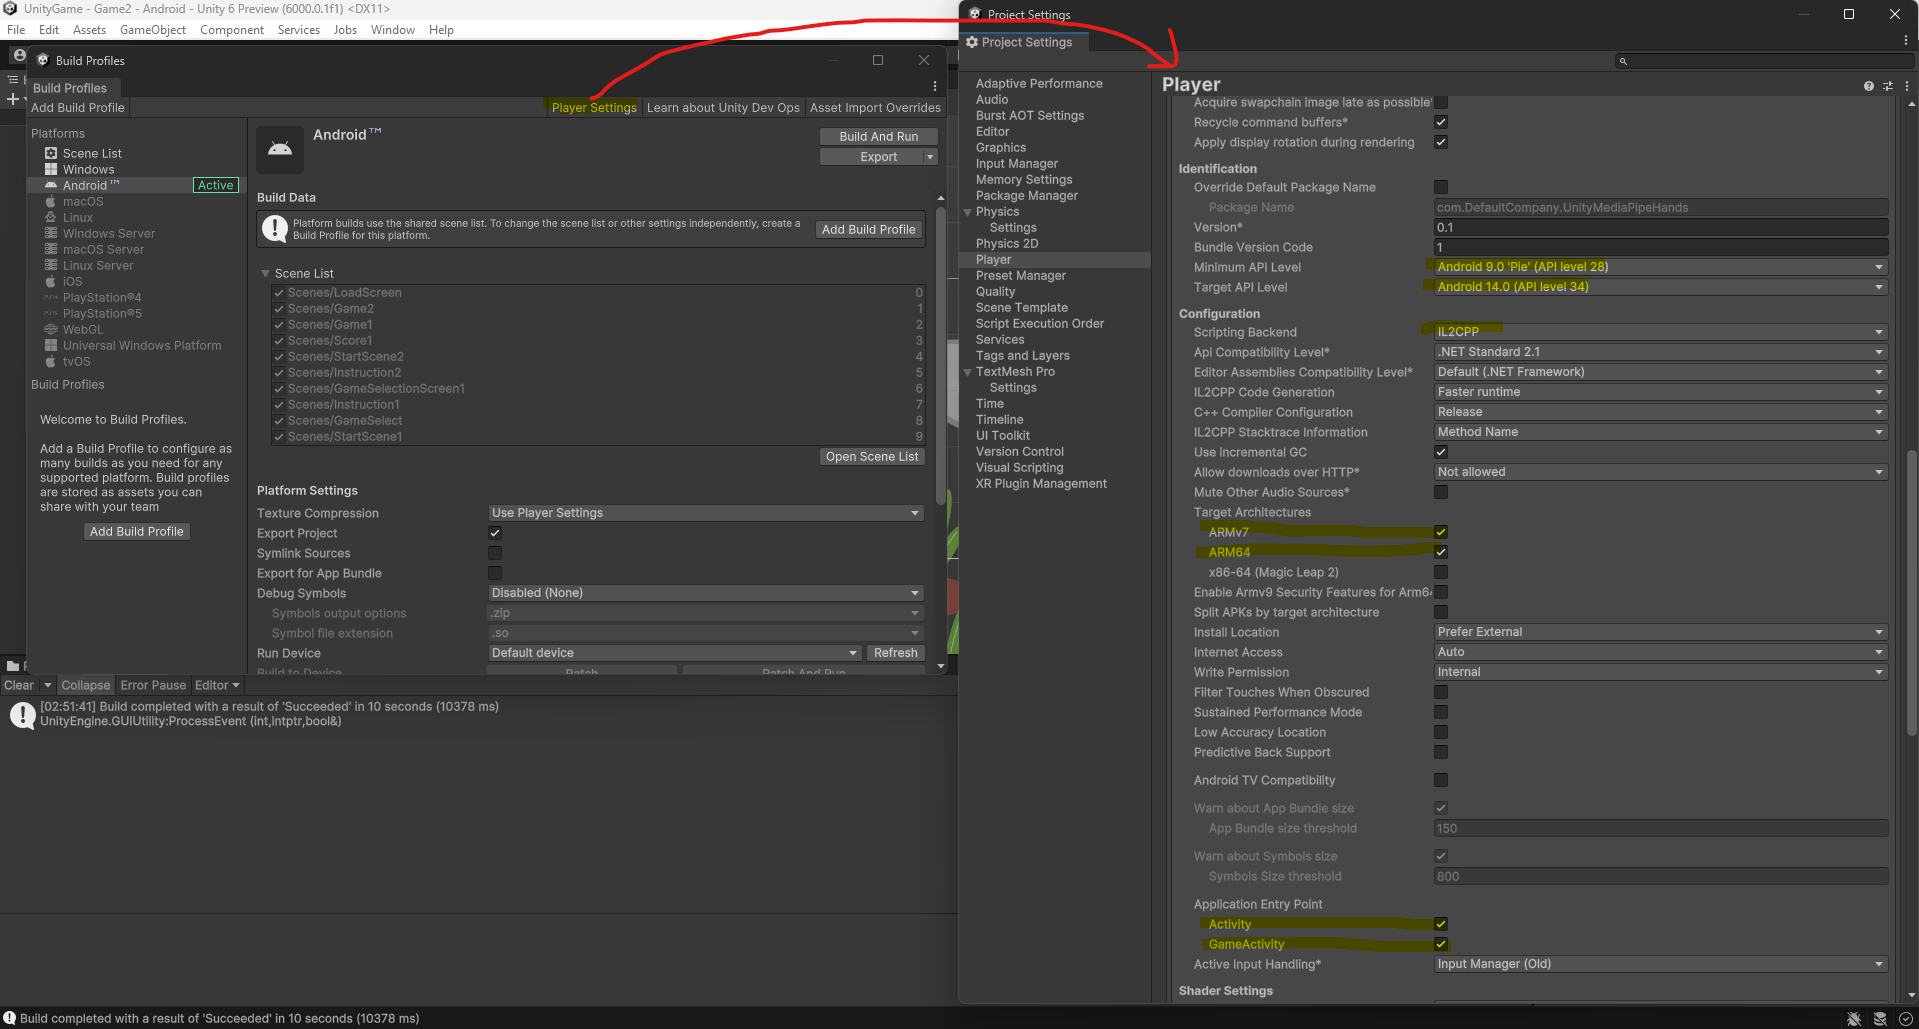 UnityGame - Game2 - Android - Unity 6 Preview (6000.0.1f1) <DX11>
File Edit Assets GameObject Component Services Jobs Window Help
Build Profiles
Build Profiles
Add Build Profile
Player Settings
Learn about Unity Dev Ops
Asset Import Overrides
Platforms
Scene List
Windows
Android™
Active
macOS
Linux
Windows Server
macOS Server
Linux Server
iOS
PlayStation®4
PlayStation®5
WebGL
Universal Windows Platform
tvOS
Build Profiles
Welcome to Build Profiles.
Add a Build Profile to configure as
many builds as you need for any
supported platform. Build profiles
are stored as assets you can
share with your team
Add Build Profile
Android™
Build And Run
Export
Build Data
Platform builds use the shared scene list. To change the scene list or other settings independently, create a
Build Profile for this platform.
Add Build Profile
Scene List
Scenes/LoadScreen 0
Scenes/Game2 1
Scenes/Game1 2
Scenes/Score1 3
Scenes/StartScene2 4
Scenes/Instruction2 5
Scenes/GameSelectionScreen1 6
Scenes/Instruction1 7
Scenes/GameSelect 8
Scenes/StartScene1 9
Open Scene List
Platform Settings
Texture Compression Use Player Settings
Export Project
Symlink Sources
Export for App Bundle
Debug Symbols Disabled (None)
Symbols output options .zip
Symbol file extension .so
Run Device Default device Refresh
Build to Device Patch Patch And Run
Clear Collapse Error Pause Editor
[02:51:41] Build completed with a result of 'Succeeded' in 10 seconds (10378 ms)
UnityEngine.GUIUtility:ProcessEvent (int,intptr,bool&)
Build completed with a result of 'Succeeded' in 10 seconds (10378 ms)
Project Settings
Project Settings
Adaptive Performance
Audio
Burst AOT Settings
Editor
Graphics
Input Manager
Memory Settings
Package Manager
Physics
Settings
Physics 2D
Player
Preset Manager
Quality
Scene Template
Script Execution Order
Services
Tags and Layers
TextMesh Pro
Settings
Time
Timeline
UI Toolkit
Version Control
Visual Scripting
XR Plugin Management
Player
Acquire swapchain image late as possible*
Recycle command buffers*
Apply display rotation during rendering
Identification
Override Default Package Name
Package Name com.DefaultCompany.UnityMediaPipeHands
Version* 0.1
Bundle Version Code 1
Minimum API Level Android 9.0 'Pie' (API level 28)
Target API Level Android 14.0 (API level 34)
Configuration
Scripting Backend IL2CPP
Api Compatibility Level* .NET Standard 2.1
Editor Assemblies Compatibility Level* Default (.NET Framework)
IL2CPP Code Generation Faster runtime
C++ Compiler Configuration Release
IL2CPP Stacktrace Information Method Name
Use incremental GC
Allow downloads over HTTP* Not allowed
Mute Other Audio Sources*
Target Architectures
ARMv7
ARM64
x86-64 (Magic Leap 2)
Enable Armv9 Security Features for Arm64
Split APKs by target architecture
Install Location Prefer External
Internet Access Auto
Write Permission Internal
Filter Touches When Obscured
Sustained Performance Mode
Low Accuracy Location
Predictive Back Support
Android TV Compatibility
Warn about App Bundle size
App Bundle size threshold 150
Warn about Symbols size
Symbols Size threshold 800
Application Entry Point
Activity
GameActivity
Active Input Handling* Input Manager (Old)
Shader Settings